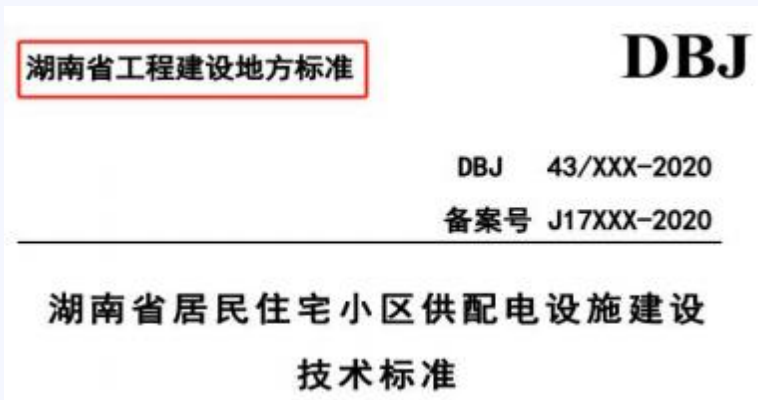 湖南省工程建设地方标准
DBJ
DBJ 43/XXX-2020
备案号 J17XXX-2020
湖南省居民住宅小区供配电设施建设
技术标准